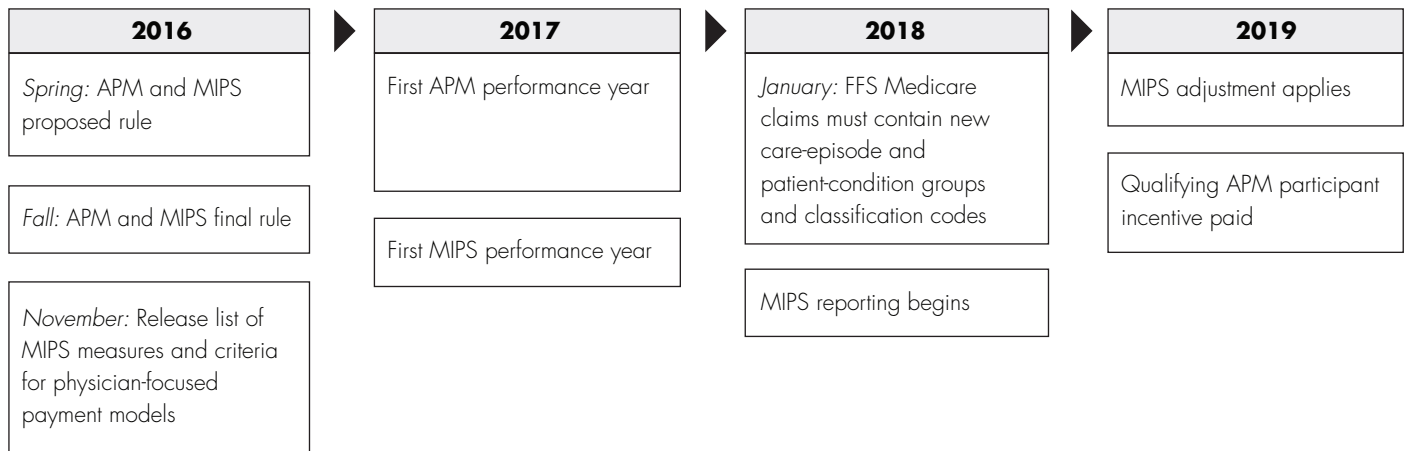 2016
Spring: APM and MIPS
proposed rule
Fall: APM and MIPS final rule
November: Release list of
MIPS measures and criteria
for physician-focused
payment models
2017
First APM performance year
First MIPS performance year
2018
January: FFS Medicare
claims must contain new
care-episode and
patient-condition groups
and classification codes
MIPS reporting begins
2019
MIPS adjustment applies
Qualifying APM participant
incentive paid